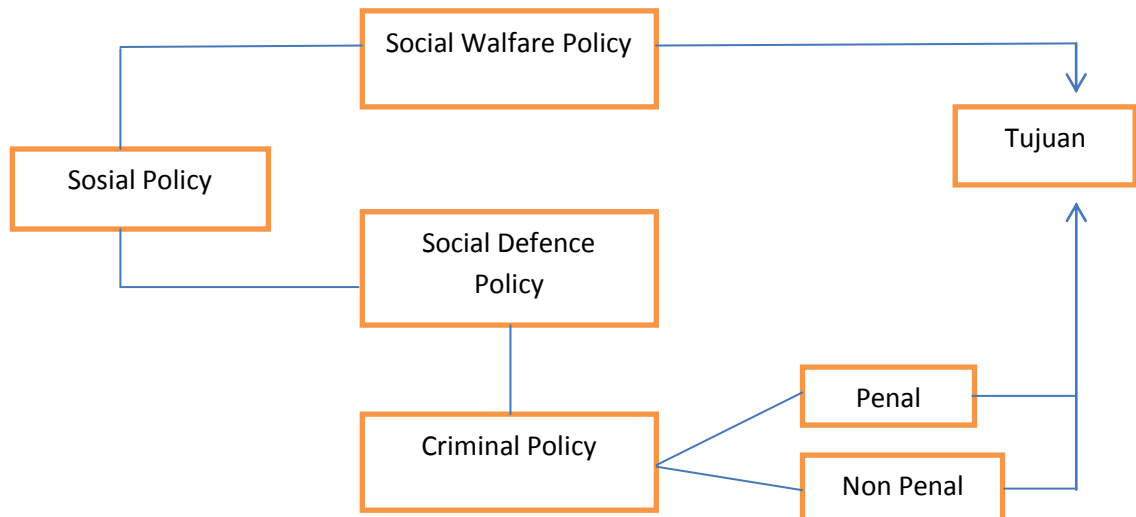 Social Walfare Policy
Tujuan
Sosial Policy
Social Defence
Policy
Penal
Criminal Policy
Non Penal